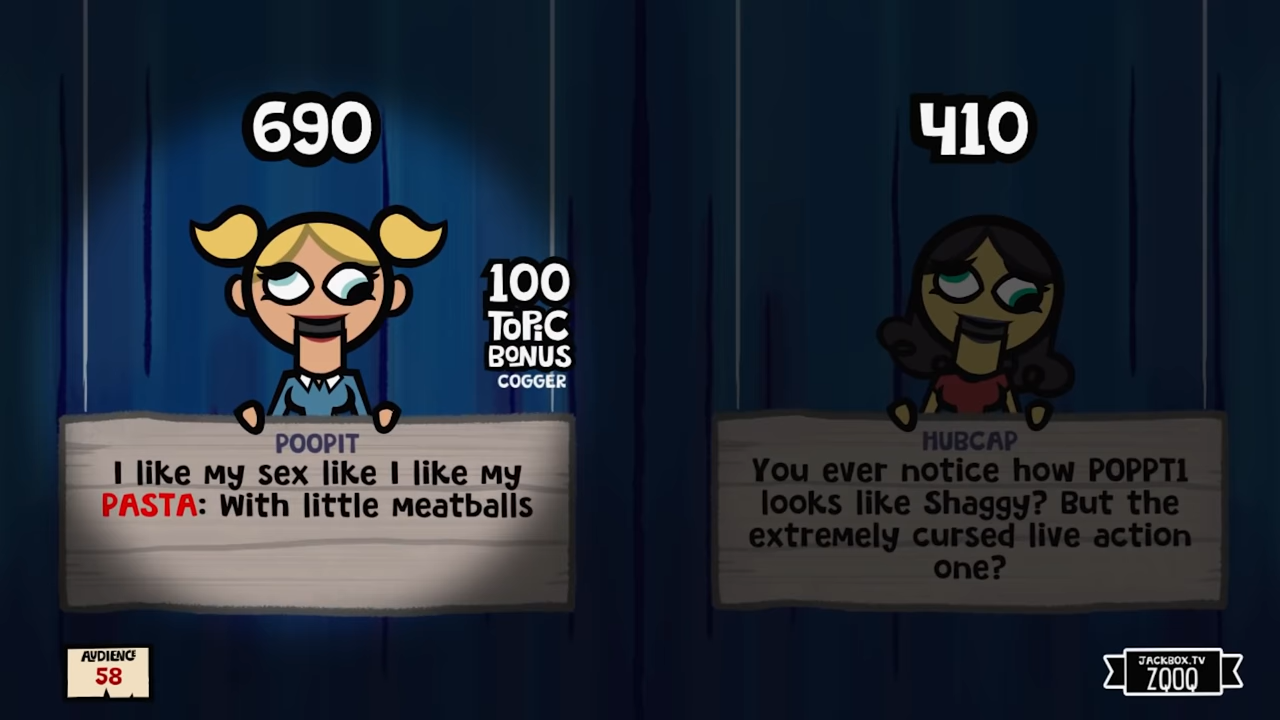 690
410
100
TOPIC
BONUS
COGGER
POOPIT
I like my sex like I like my
PASTA: With little meatballs
HUBCAP
You ever notice how POPPT1
looks like Shaggy? But the
extremely cursed live action
one?
AUDIENCE
58
JACKBOX.TV
ZQOQ